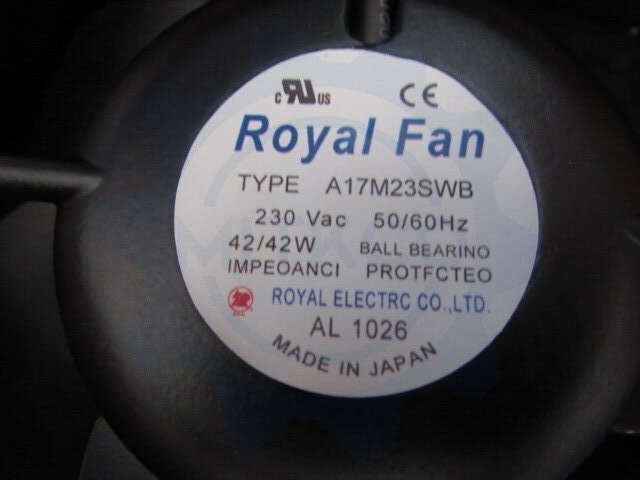 c RU US CE
Royal Fan
TYPE A17M23SWB
230 Vac 50/60Hz
42/42W BALL BEARINO
IMPEOANCI PROTFCTEO
ROYAL ELECTRC CO.,LTD.
AL 1026
MADE IN JAPAN